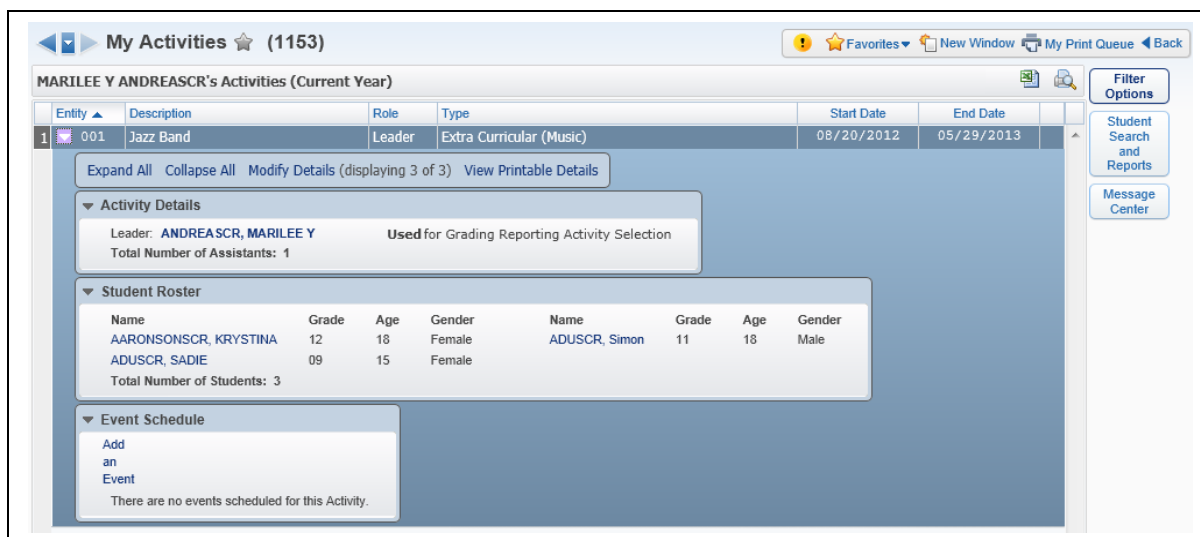 My Activities (1153)
Favorites New Window My Print Queue Back
MARILEE Y ANDREASCR's Activities (Current Year)
Filter
Options
Student
Search
and
Reports
Message
Center
Entity Description Role Type Start Date End Date
1 001 Jazz Band Leader Extra Curricular (Music) 08/20/2012 05/29/2013
Expand All Collapse All Modify Details (displaying 3 of 3) View Printable Details
Activity Details
Leader: ANDREASCR, MARILEE Y Used for Grading Reporting Activity Selection
Total Number of Assistants: 1
Student Roster
Name Grade Age Gender Name Grade Age Gender
AARONSONSCR, KRYSTINA 12 18 Female ADUSCR, Simon 11 18 Male
ADUSCR, SADIE 09 15 Female
Total Number of Students: 3
Event Schedule
Add
an
Event
There are no events scheduled for this Activity.